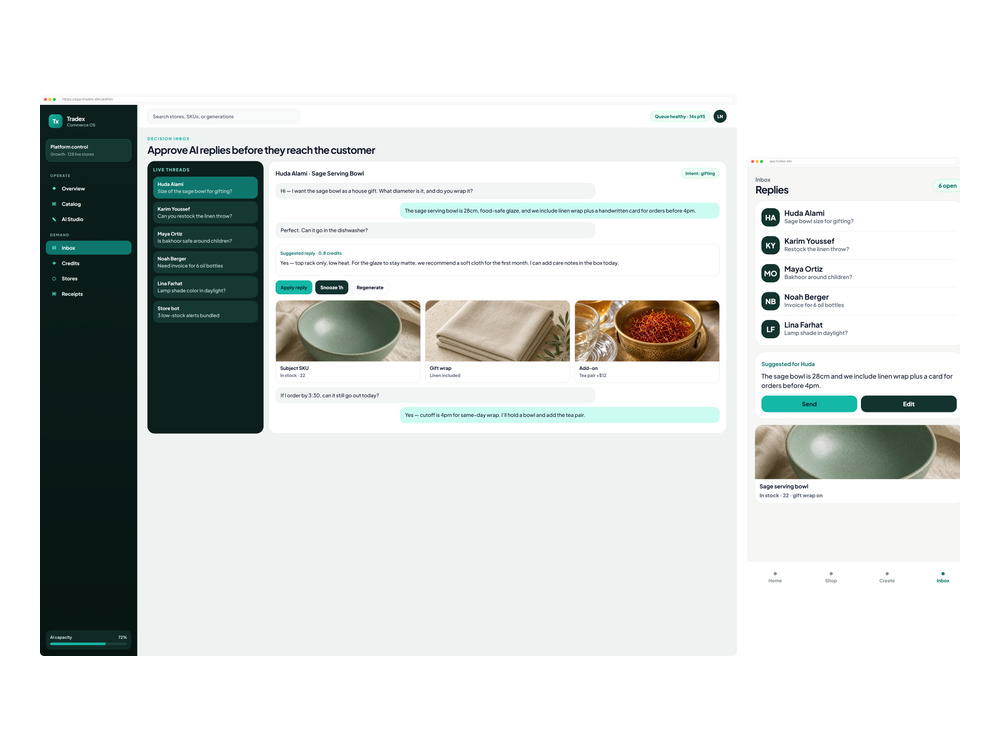 https://app.tradex.dev/admin
Tx
Tradex
Commerce OS
Platform control
Growth · 128 live stores
OPERATE
Overview
Catalog
AI Studio
DEMAND
Inbox
Credits
Stores
Receipts
AI capacity
72%
Search stores, SKUs, or generations
Queue healthy · 14s p95
LN
DECISION INBOX
Approve AI replies before they reach the customer
LIVE THREADS
Huda Alami
Size of the sage bowl for gifting?
Karim Youssef
Can you restock the linen throw?
Maya Ortiz
Is bakhoor safe around children?
Noah Berger
Need invoice for 6 oil bottles
Lina Farhat
Lamp shade color in daylight?
Store bot
3 low-stock alerts bundled
Huda Alami · Sage Serving Bowl
Intent: gifting
Hi — I want the sage bowl as a house gift. What diameter is it, and do you wrap it?
The sage serving bowl is 28cm, food-safe glaze, and we include linen wrap plus a handwritten card for orders before 4pm.
Perfect. Can it go in the dishwasher?
Suggested reply · 0.8 credits
Yes — top rack only, low heat. For the glaze to stay matte, we recommend a soft cloth for the first month. I can add care notes in the box today.
Apply reply
Snooze 1h
Regenerate
Subject SKU
In stock · 22
Gift wrap
Linen included
Add-on
Tea pair +$12
If I order by 3:30, can it still go out today?
Yes — cutoff is 4pm for same-day wrap. I'll hold a bowl and add the tea pair.
app.tradex.dev
Inbox
Replies
6 open
HA
Huda Alami
Sage bowl size for gifting?
KY
Karim Youssef
Restock the linen throw?
MO
Maya Ortiz
Bakhoor around children?
NB
Noah Berger
Invoice for 6 oil bottles
LF
Lina Farhat
Lamp shade in daylight?
Suggested for Huda
The sage bowl is 28cm and we include linen wrap plus a card for
orders before 4pm.
Send
Edit
Sage serving bowl
In stock · 22 · gift wrap on
Home
Shop
Create
Inbox